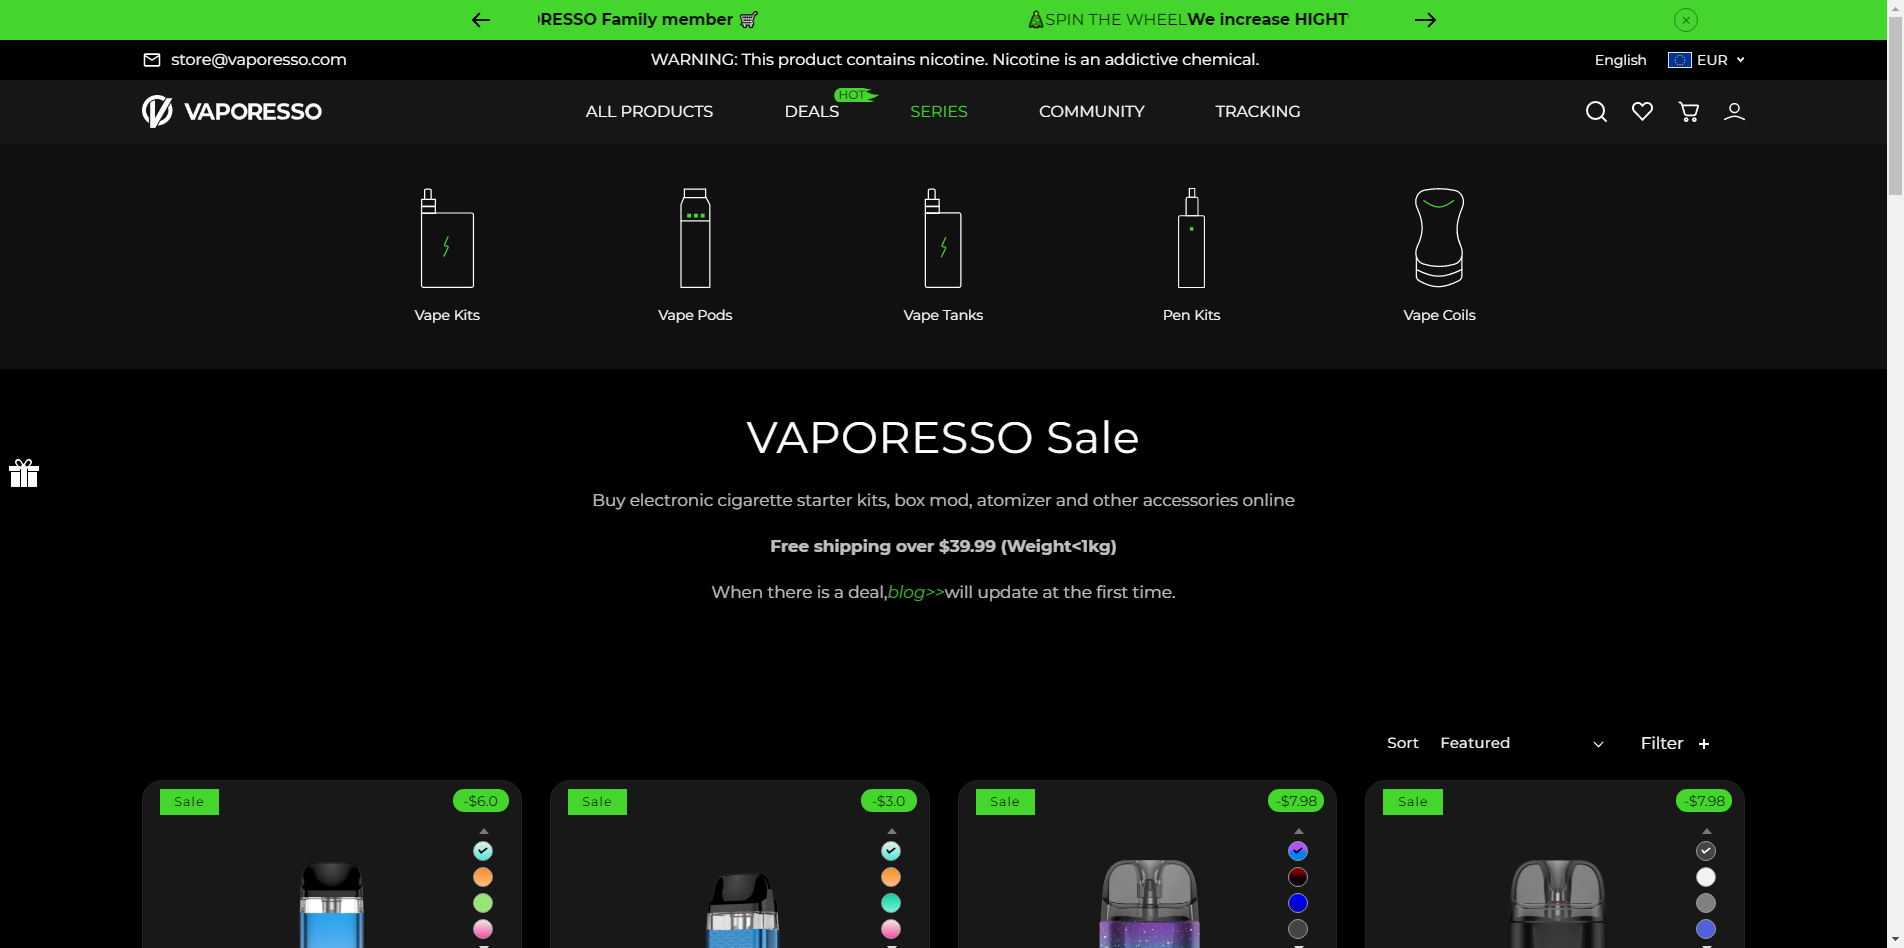 RESSO Family member
SPIN THE WHEELWe increase HIGHT
store@vaporesso.com
WARNING: This product contains nicotine. Nicotine is an addictive chemical.
English
EUR
VAPORESSO
ALL PRODUCTS
DEALS
HOT
SERIES
COMMUNITY
TRACKING
Vape Kits
Vape Pods
Vape Tanks
Pen Kits
Vape Coils
VAPORESSO Sale
Buy electronic cigarette starter kits, box mod, atomizer and other accessories online
Free shipping over $39.99 (Weight<1kg)
When there is a deal,blog>>will update at the first time.
Sort Featured
Filter +
Sale
-$6.0
Sale
-$3.0
Sale
-$7.98
Sale
-$7.98